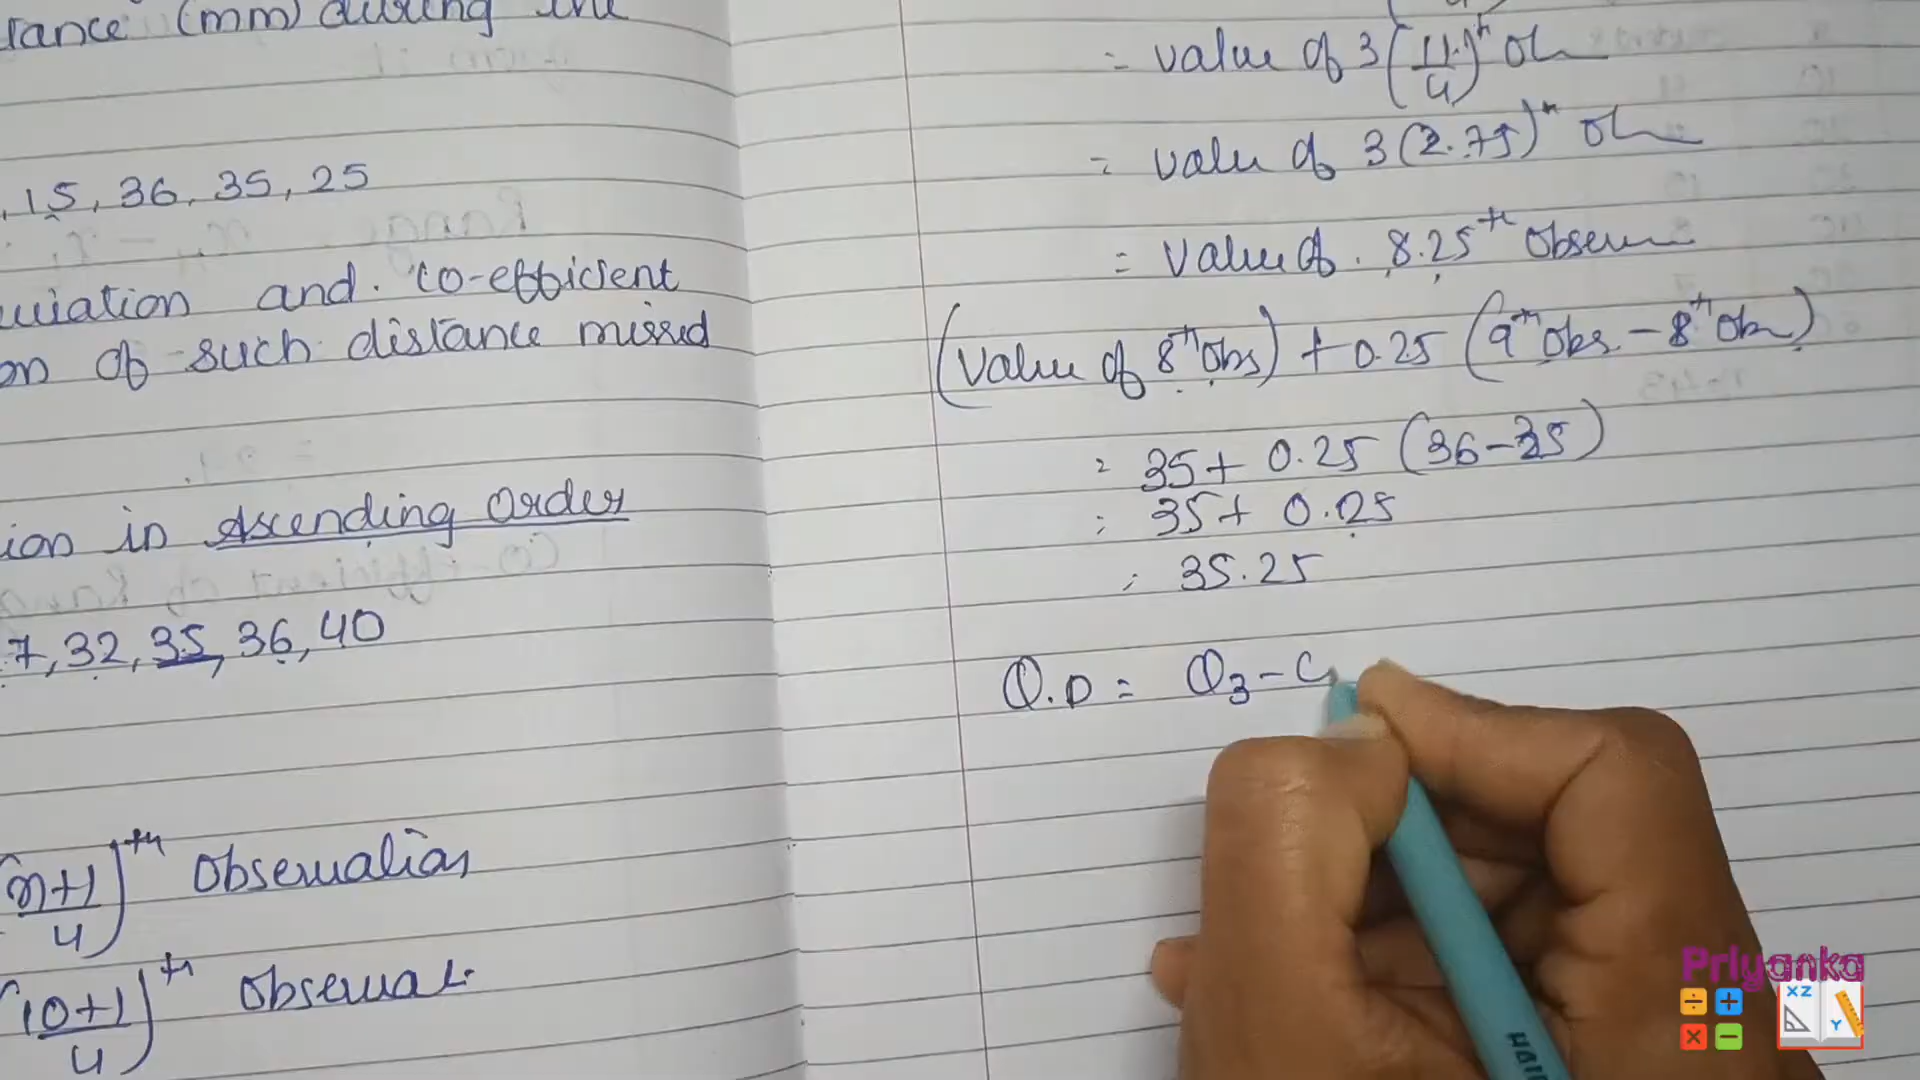 tance (mm) during the
, 15, 36, 35, 25
viation and co-efficient
on of such distance missed
ion in Ascending Order
7, 32, 35, 36, 40
(n+1/4)th Observation
(10+1/4)th Observat
= value of 3(11/4)th Ob
= value of 3(2.75)th Ob
= Value of 8.25th Observ
(Value of 8th Obs) + 0.25 (9th Obs - 8th Obs)
= 35 + 0.25 (36-35)
= 35 + 0.25
= 35.25
Q.D = Q3 -
Priyanka
XZ
Y